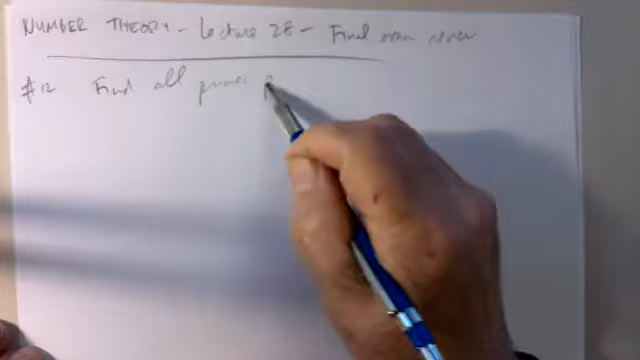 NUMBER THEORY - Lecture 28 - Final exam review
#12 Find all primes p